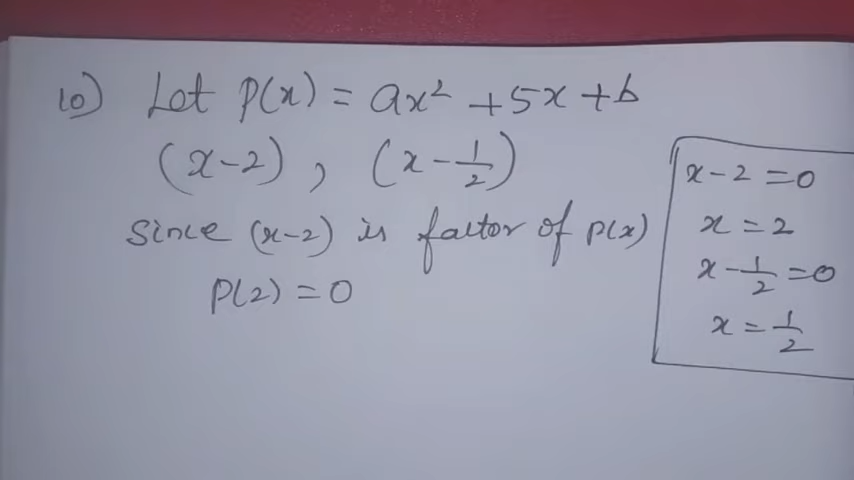 10) Let P(x) = ax² + 5x + b
(x-2), (x-1/2)
since (x-2) is factor of P(x)
P(2) = 0
x-2=0
x=2
x-1/2=0
x=1/2